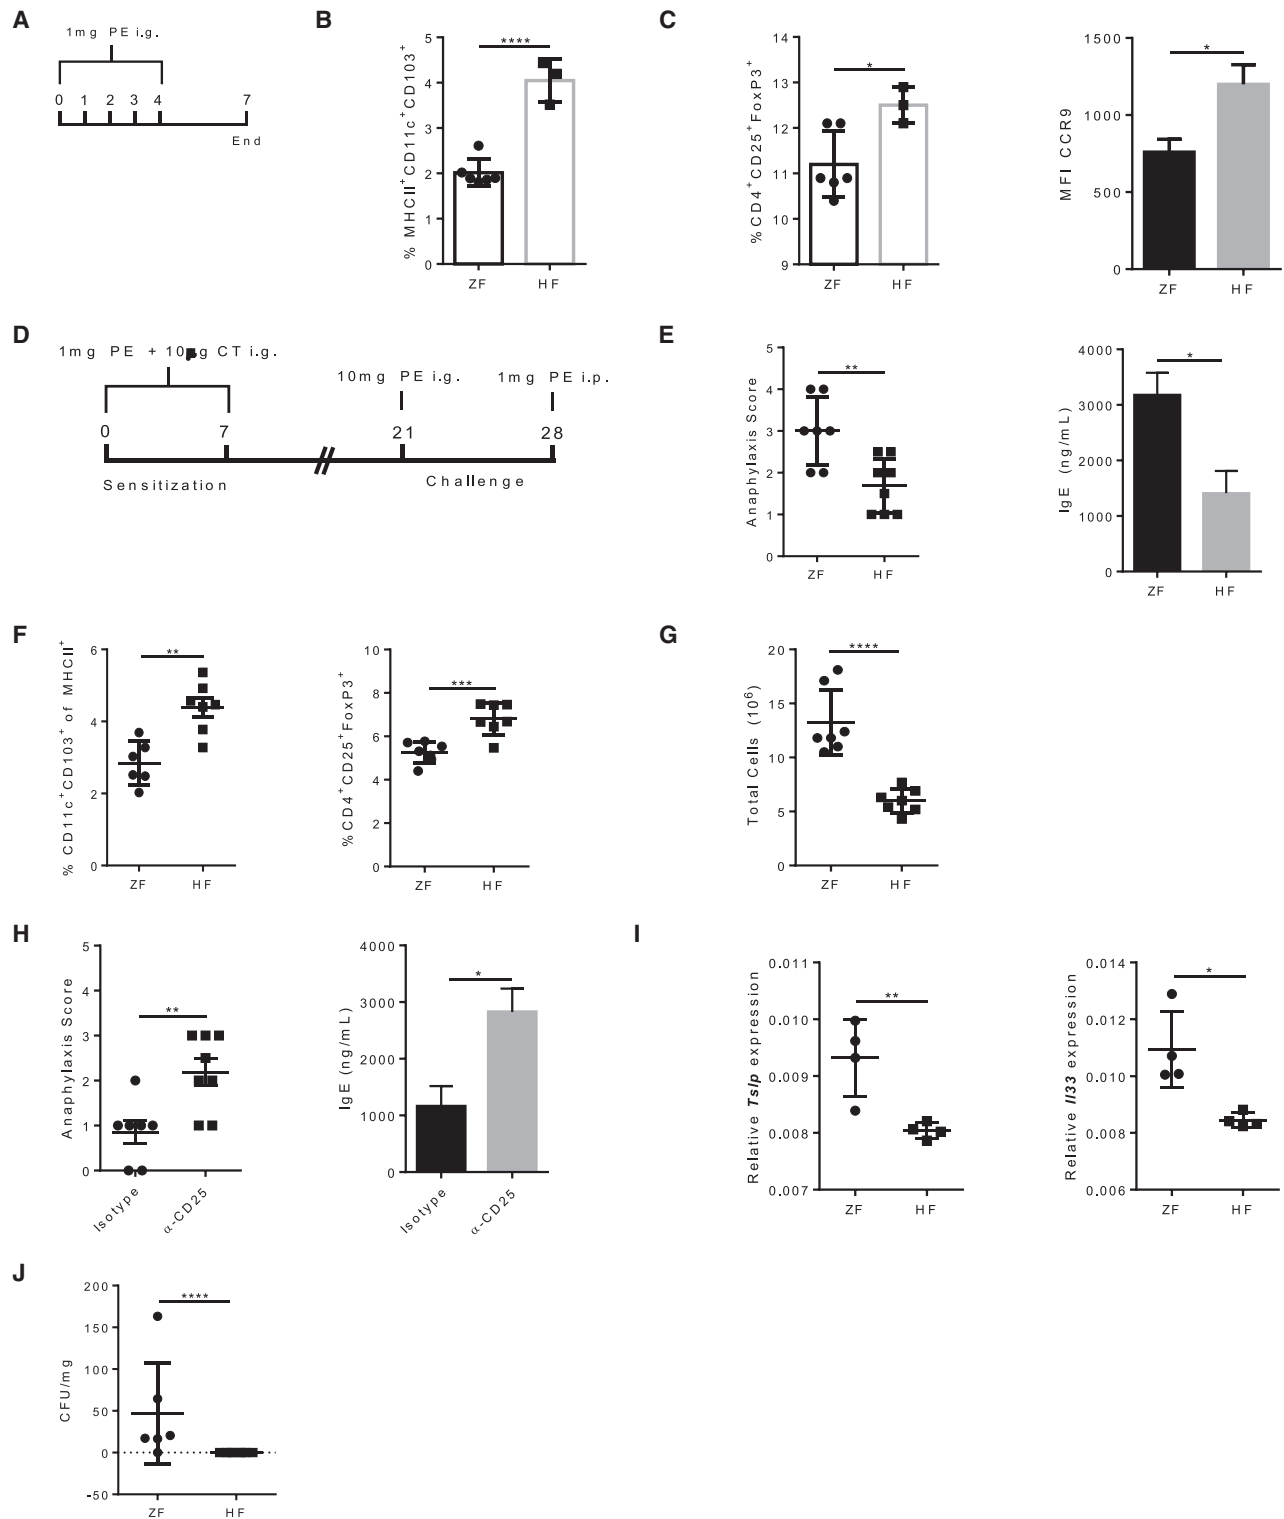 A
1mg PE i.g.
0 1 2 3 4 7
End
B
% MHCII+CD11c+CD103+
5
4
3
2
1
0
****
ZF HF
C
%CD4+CD25+FoxP3+
14
13
12
11
10
9
*
ZF HF
MFI CCR9
1500
1000
500
0
*
ZF HF
D
1mg PE + 10µg CT i.g.
10mg PE i.g. 1mg PE i.p.
0 7 21 28
Sensitization Challenge
E
Anaphylaxis Score
5
4
3
2
1
0
**
ZF HF
IgE (ng/mL)
4000
3000
2000
1000
0
*
ZF HF
F
% CD11c+CD103+ of MHCII+
6
4
2
0
**
ZF HF
%CD4+CD25+FoxP3+
10
8
6
4
2
0
***
ZF HF
G
Total Cells (10⁶)
20
15
10
5
0
****
ZF HF
H
Anaphylaxis Score
5
4
3
2
1
0
**
Isotype α-CD25
IgE (ng/mL)
4000
3000
2000
1000
0
*
Isotype α-CD25
I
Relative Tslp expression
0.011
0.010
0.009
0.008
0.007
**
ZF HF
Relative Il33 expression
0.014
0.012
0.010
0.008
0.006
*
ZF HF
J
CFU/mg
200
150
100
50
0
-50
****
ZF HF